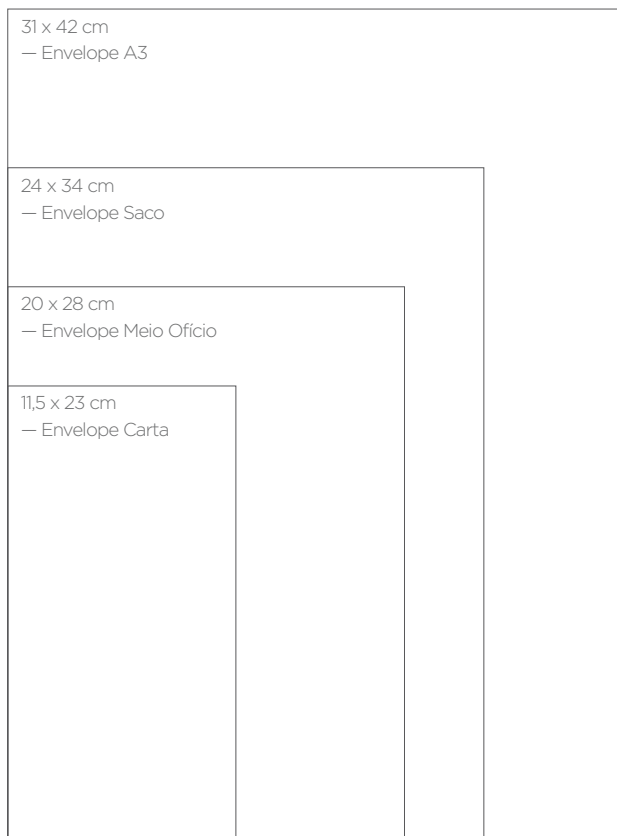 31 x 42 cm
— Envelope A3
24 x 34 cm
— Envelope Saco
20 x 28 cm
— Envelope Meio Ofício
11,5 x 23 cm
— Envelope Carta